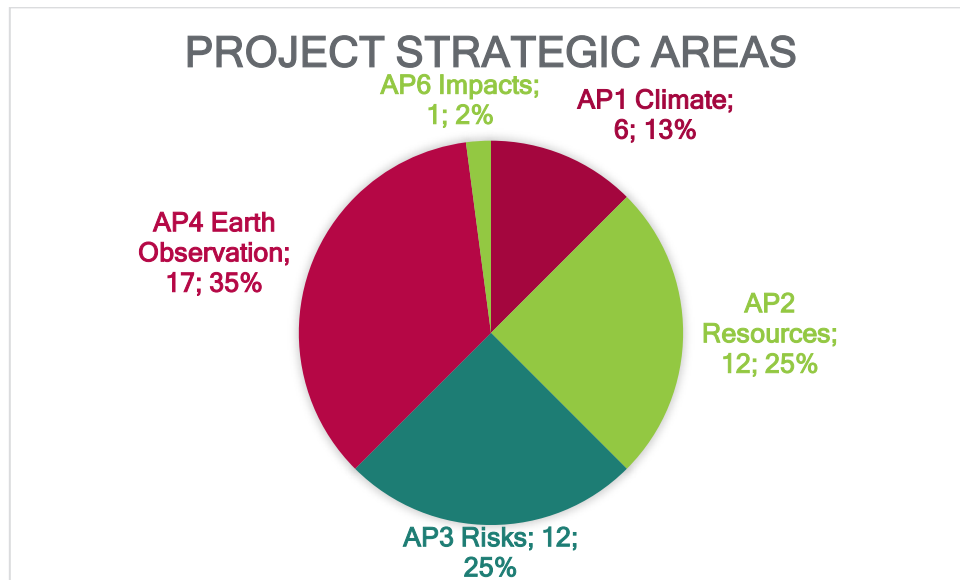 PROJECT STRATEGIC AREAS
AP6 Impacts;
1; 2%
AP1 Climate;
6; 13%
AP4 Earth
Observation;
17; 35%
AP2
Resources;
12; 25%
AP3 Risks; 12;
25%